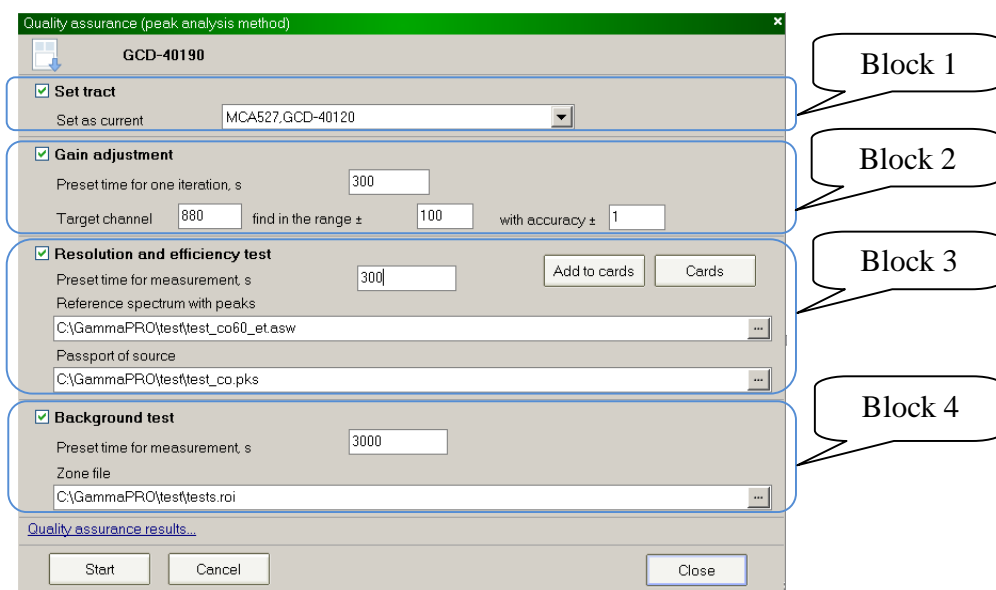 Quality assurance (peak analysis method)
GCD-40190
Set tract
Set as current MCA527,GCD-40120
Block 1
Gain adjustment
Preset time for one iteration, s 300
Target channel 880 find in the range ± 100 with accuracy ± 1
Block 2
Resolution and efficiency test
Preset time for measurement, s 300 Add to cards Cards
Reference spectrum with peaks
C:\GammaPRO\test\test_co60_et.asw ...
Passport of source
C:\GammaPRO\test\test_co.pks ...
Block 3
Background test
Preset time for measurement, s 3000
Zone file
C:\GammaPRO\test\tests.roi ...
Block 4
Quality assurance results...
Start Cancel Close